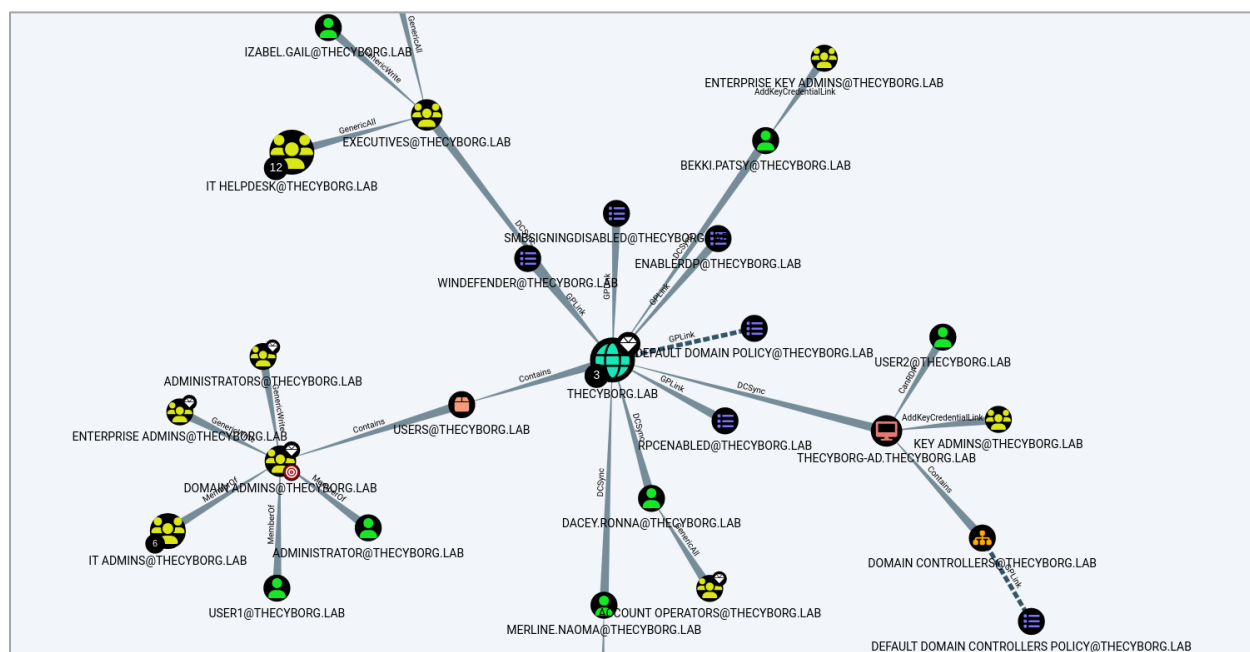 GenericAll
IZABEL.GAIL@THECYBORG.LAB
GenericWrite
ENTERPRISE KEY ADMINS@THECYBORG.LAB
AddKeyCredentialLink
GenericAll
EXECUTIVES@THECYBORG.LAB
BEKKI.PATSY@THECYBORG.LAB
12
IT HELPDESK@THECYBORG.LAB
DCSync
SMBSIGNINGDISABLED@THECYBORG
DCSync
ENABLERDP@THECYBORG.LAB
WINDEFENDER@THECYBORG.LAB
GPLink
GPLink
GPLink
GPLink
DEFAULT DOMAIN POLICY@THECYBORG.LAB
USER2@THECYBORG.LAB
ADMINISTRATORS@THECYBORG.LAB
Contains
3
THECYBORG.LAB
GPLink
DCSync
CanRDP
GenericWrite
ENTERPRISE ADMINS@THECYBORG.LAB
Contains
USERS@THECYBORG.LAB
DCSync
RPCENABLED@THECYBORG.LAB
AddKeyCredentialLink
KEY ADMINS@THECYBORG.LAB
THECYBORG-AD.THECYBORG.LAB
DOMAIN ADMINS@THECYBORG.LAB
MemberOf
MemberOf
MemberOf
DCSync
Contains
DACEY.RONNA@THECYBORG.LAB
GenericAll
6
IT ADMINS@THECYBORG.LAB
ADMINISTRATOR@THECYBORG.LAB
DOMAIN CONTROLLERS@THECYBORG.LAB
GPLink
USER1@THECYBORG.LAB
ACCOUNT OPERATORS@THECYBORG.LAB
MERLINE.NAOMA@THECYBORG.LAB
DEFAULT DOMAIN CONTROLLERS POLICY@THECYBORG.LAB